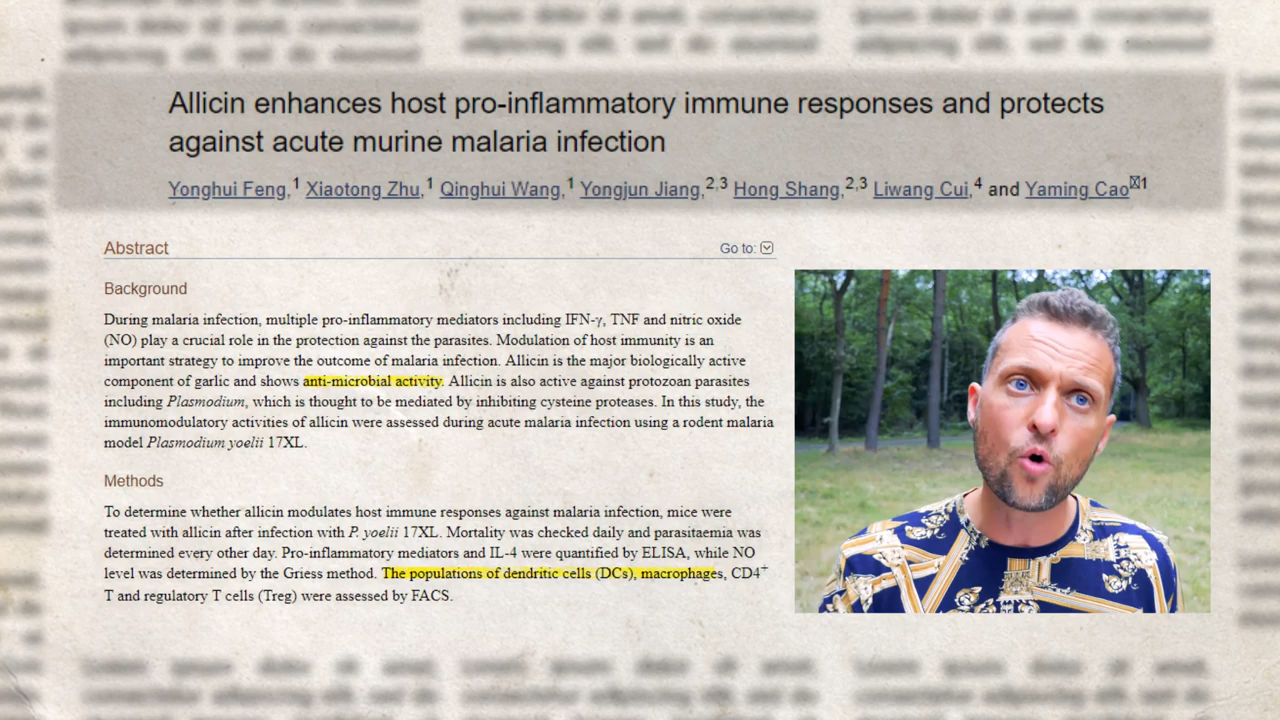 Allicin enhances host pro-inflammatory immune responses and protects
against acute murine malaria infection
Yonghui Feng,1 Xiaotong Zhu,1 Qinghui Wang,1 Yongjun Jiang,2,3 Hong Shang,2,3 Liwang Cui,4 and Yaming Cao✉1
Abstract Go to:
Background
During malaria infection, multiple pro-inflammatory mediators including IFN-γ, TNF and nitric oxide
(NO) play a crucial role in the protection against the parasites. Modulation of host immunity is an
important strategy to improve the outcome of malaria infection. Allicin is the major biologically active
component of garlic and shows anti-microbial activity. Allicin is also active against protozoan parasites
including Plasmodium, which is thought to be mediated by inhibiting cysteine proteases. In this study, the
immunomodulatory activities of allicin were assessed during acute malaria infection using a rodent malaria
model Plasmodium yoelii 17XL.
Methods
To determine whether allicin modulates host immune responses against malaria infection, mice were
treated with allicin after infection with P. yoelii 17XL. Mortality was checked daily and parasitaemia was
determined every other day. Pro-inflammatory mediators and IL-4 were quantified by ELISA, while NO
level was determined by the Griess method. The populations of dendritic cells (DCs), macrophages, CD4+
T and regulatory T cells (Treg) were assessed by FACS.